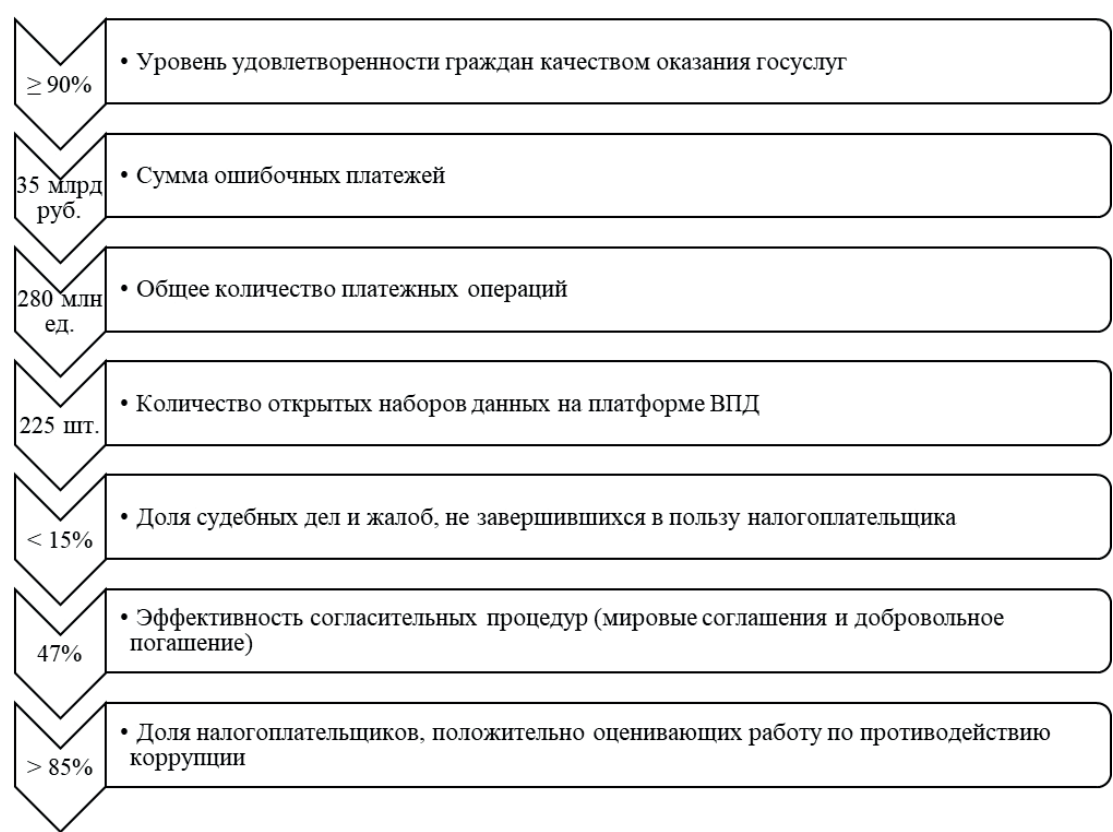 ≥ 90%
• Уровень удовлетворенности граждан качеством оказания госуслуг
35 млрд
руб.
• Сумма ошибочных платежей
280 млн
ед.
• Общее количество платежных операций
225 шт.
• Количество открытых наборов данных на платформе ВПД
< 15%
• Доля судебных дел и жалоб, не завершившихся в пользу налогоплательщика
47%
• Эффективность согласительных процедур (мировые соглашения и добровольное
погашение)
> 85%
• Доля налогоплательщиков, положительно оценивающих работу по противодействию
коррупции